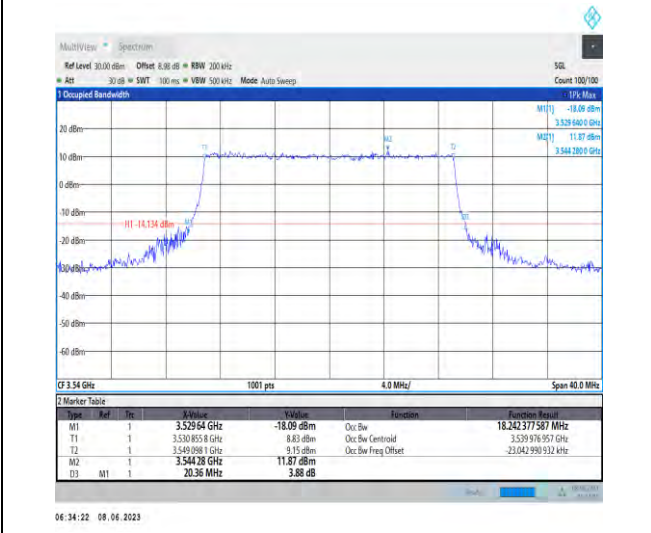 MultiView Spectrum
Ref Level 30.00 dBm Offset 8.98 dB RBW 200 kHz SGL
Att 30 dB SWT 100 ms VBW 500 kHz Mode Auto Sweep Count 100/100
1 Occupied Bandwidth 1Pk Max
M1[1] -18.09 dBm
3.529 640 0 GHz
M2[1] 11.87 dBm
3.544 280 0 GHz
20 dBm
T1 M2 T2
10 dBm
0 dBm
-10 dBm
H1 -14.134 dBm M1
-20 dBm
-30 dBm
-40 dBm
-50 dBm
-60 dBm
CF 3.54 GHz 1001 pts 4.0 MHz/ Span 40.0 MHz
2 Marker Table
Type Ref Trc X-Value Y-Value Function Function Result
M1 1 3.529 64 GHz -18.09 dBm Occ Bw 18.242 377 587 MHz
T1 1 3.530 855 8 GHz 8.83 dBm Occ Bw Centroid 3.539 976 957 GHz
T2 1 3.549 098 1 GHz 9.15 dBm Occ Bw Freq Offset -23.042 990 932 kHz
M2 1 3.544 28 GHz 11.87 dBm
D3 M1 1 20.36 MHz 3.88 dB
06:34:22 08.06.2023